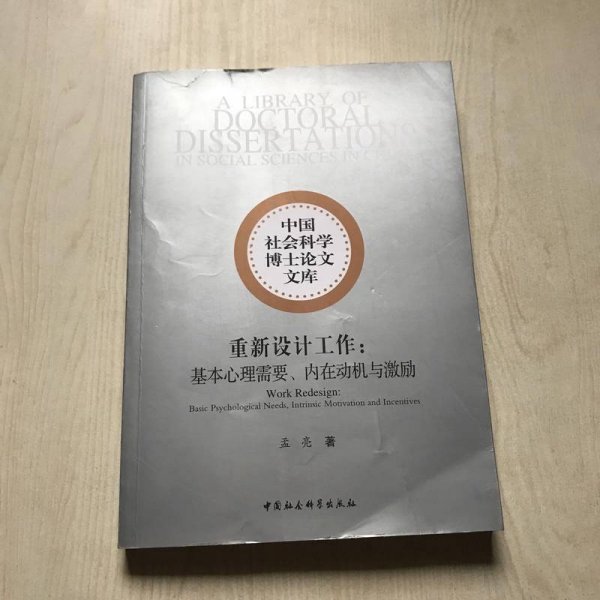 A LIBRARY OF
DOCTORAL
DISSERTATIONS
IN SOCIAL SCIENCES IN
中国
社会科学
博士论文
文库
重新设计工作：
基本心理需要、内在动机与激励
Work Redesign:
Basic Psychological Needs, Intrinsic Motivation and Incentives
孟 亮 著
中国社会科学出版社